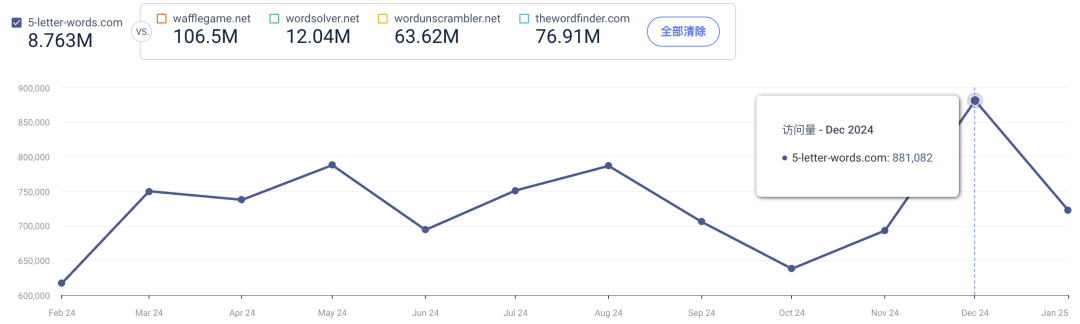 5-letter-words.com
8.763M
VS.
wafflegame.net
106.5M
wordsolver.net
12.04M
wordunscrambler.net
63.62M
thewordfinder.com
76.91M
全部清除
900,000
850,000
800,000
750,000
700,000
650,000
600,000
访问量 - Dec 2024
5-letter-words.com: 881,082
Feb 24 Mar 24 Apr 24 May 24 Jun 24 Jul 24 Aug 24 Sep 24 Oct 24 Nov 24 Dec 24 Jan 25